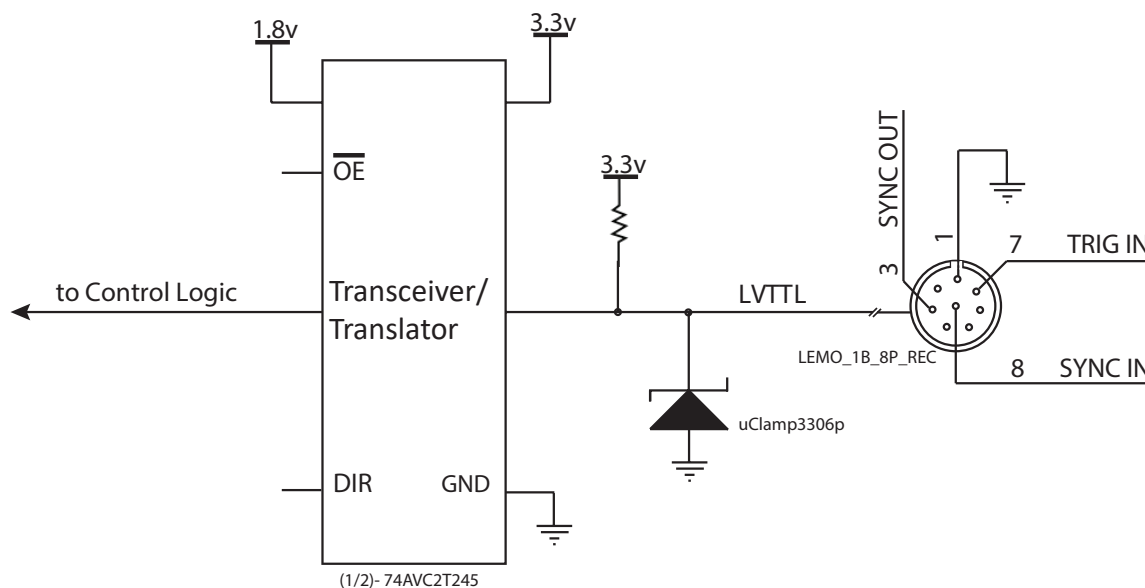 1.8v
3.3v
OE
3.3v
SYNC OUT
1
3
7
TRIG IN
to Control Logic
Transceiver/
Translator
LVTTL
LEMO_1B_8P_REC
8
SYNC IN
uClamp3306p
DIR
GND
(1/2)- 74AVC2T245